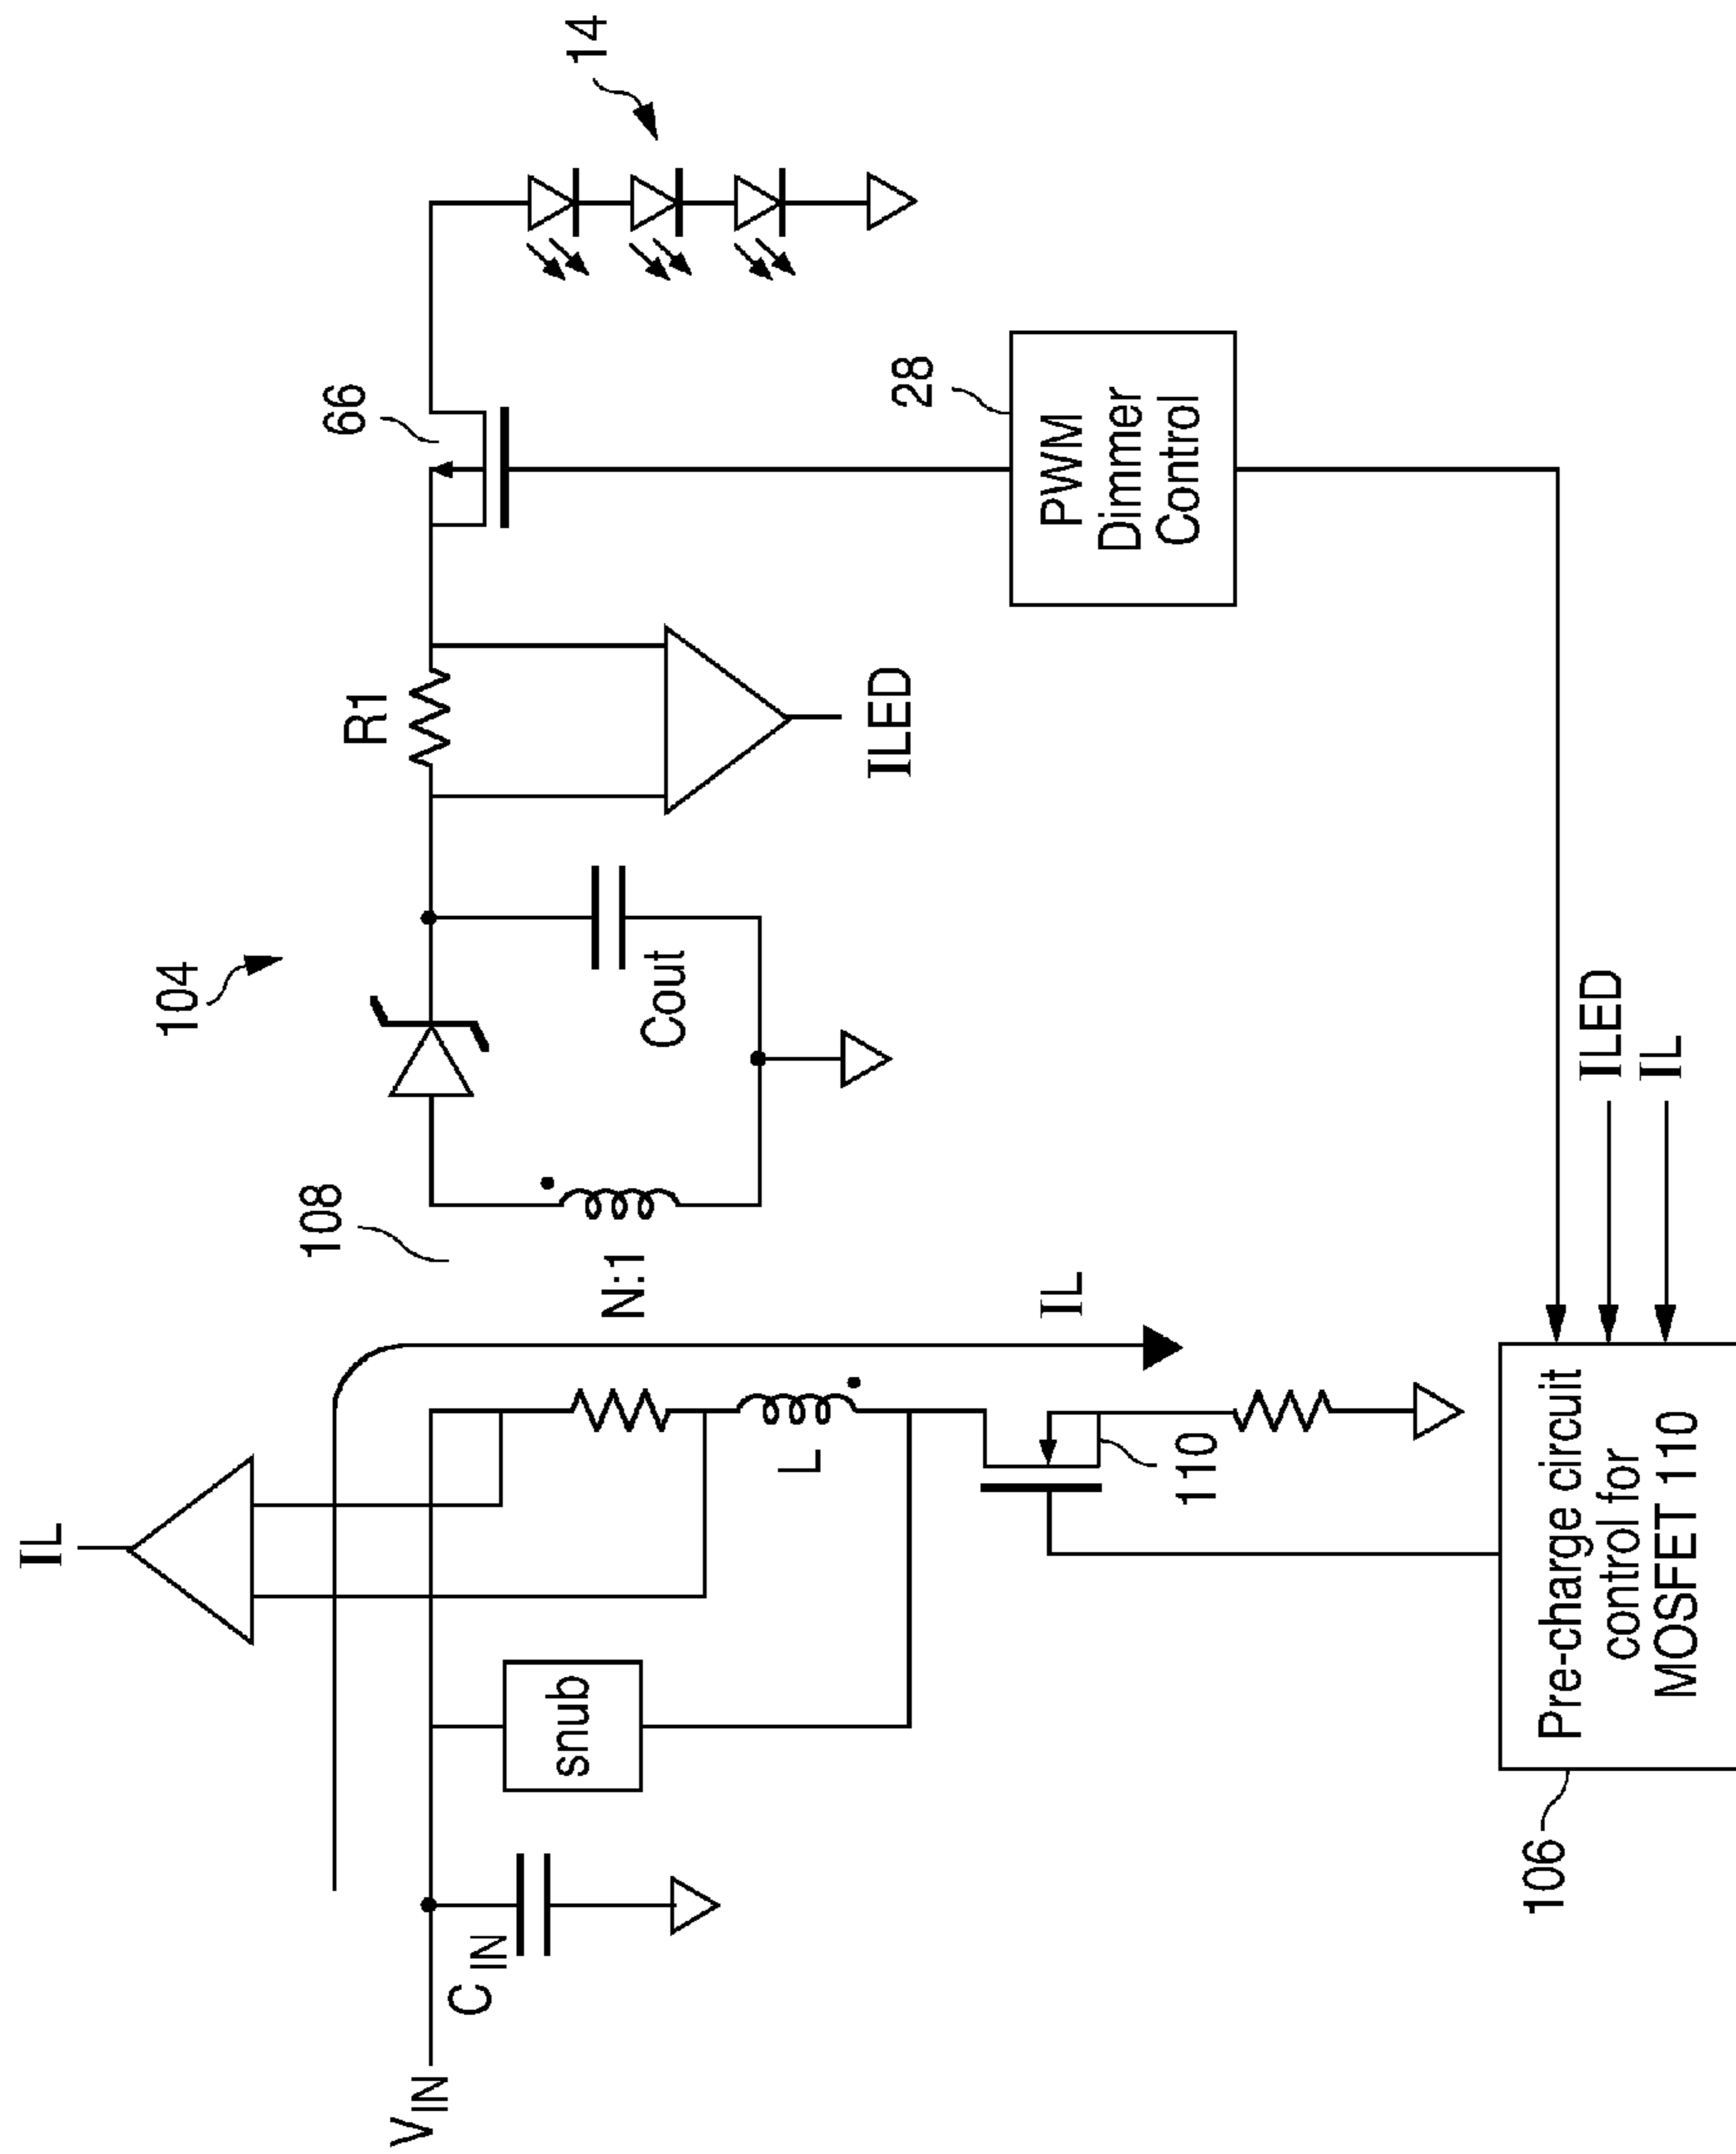 14
66
104
R1
28
108
IL
PWM
Dimmer
Control
ILED
Cout
N:1
IL
snub
L
C IN
VIN
110
ILED
IL
Pre-charge circuit
control for
MOSFET 110
106